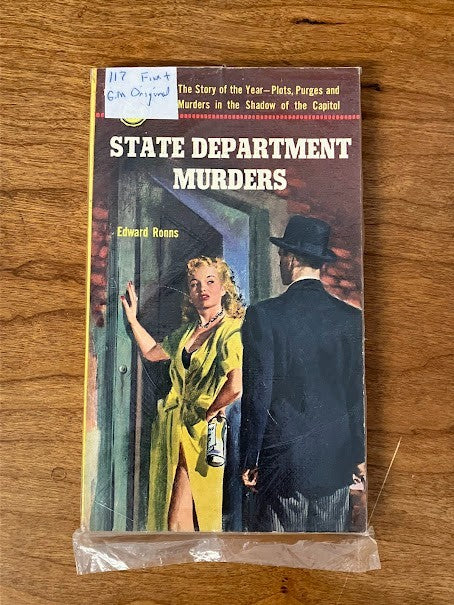 117 First
G.M Original
The Story of the Year—Plots, Purges and
Murders in the Shadow of the Capitol
STATE DEPARTMENT
MURDERS
Edward Ronns